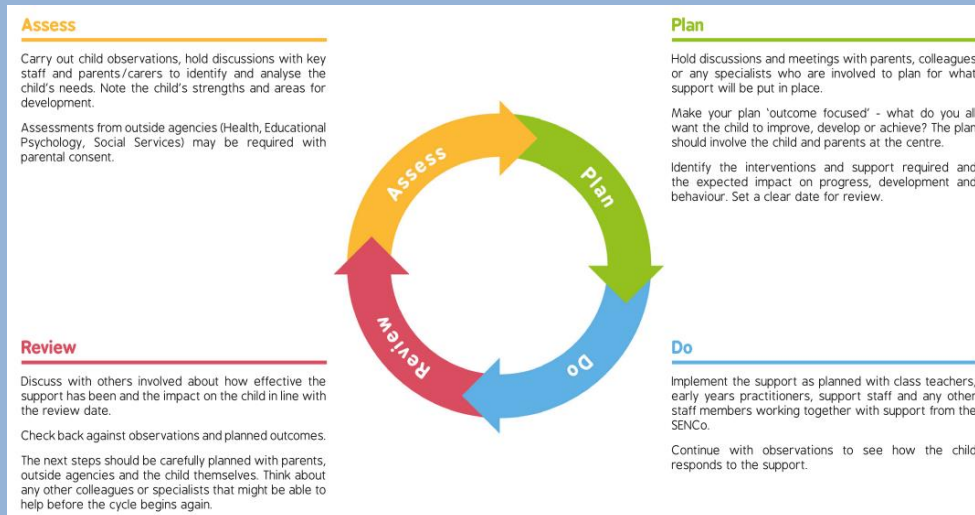 Assess
Carry out child observations, hold discussions with key
staff and parents/carers to identify and analyse the
child's needs. Note the child's strengths and areas for
development.
Assessments from outside agencies (Health, Educational
Psychology, Social Services) may be required with
parental consent.
Plan
Hold discussions and meetings with parents, colleagues
or any specialists who are involved to plan for what
support will be put in place.
Make your plan 'outcome focused' - what do you al
want the child to improve, develop or achieve? The plan
should involve the child and parents at the centre.
Identify the interventions and support required and
the expected impact on progress, development and
behaviour. Set a clear date for review.
Assess
Plan
Do
Review
Review
Discuss with others involved about how effective the
support has been and the impact on the child in line with
the review date.
Check back against observations and planned outcomes.
The next steps should be carefully planned with parents,
outside agencies and the child themselves. Think about
any other colleagues or specialists that might be able to
help before the cycle begins again.
Do
Implement the support as planned with class teachers,
early years practitioners, support staff and any other
staff members working together with support from the
SENCo.
Continue with observations to see how the child
responds to the support.